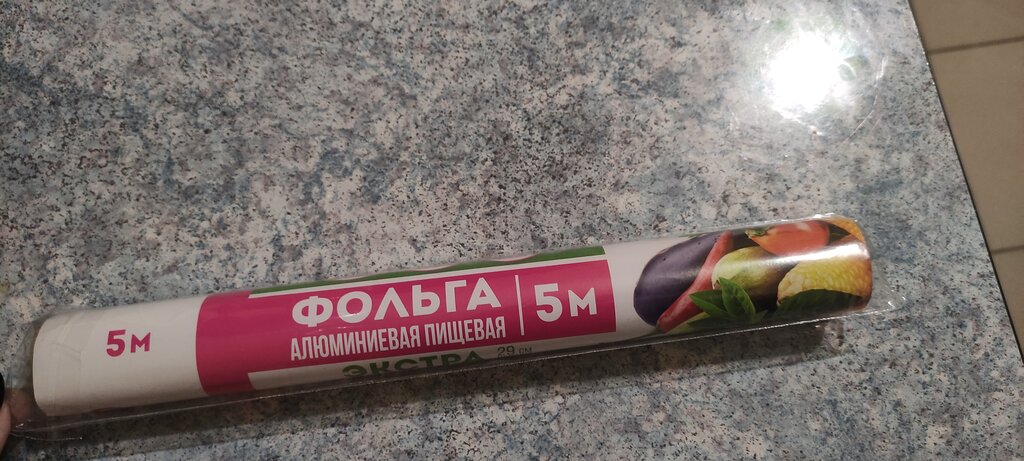 5м
ФОЛЬГА
АЛЮМИНИЕВАЯ ПИЩЕВАЯ
5м
ЭКСТРА 29 см